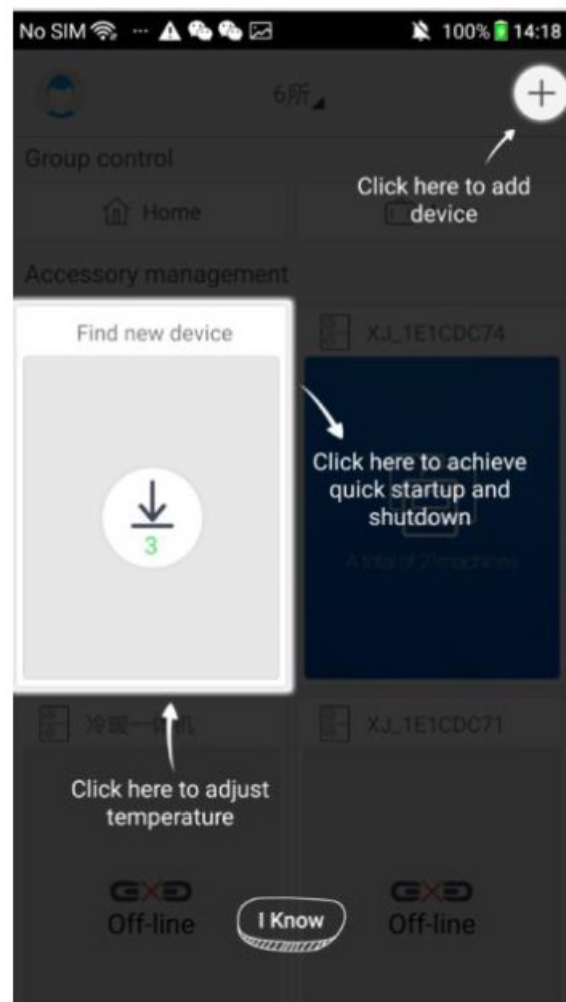 No SIM ... 100% 14:18
6所
Group control
Click here to add
device
Home
Accessory management
Find new device
XJ_1E1CDC74
Click here to achieve
quick startup and
shutdown
3
A total of 21machines
冷暖一体机
XJ_1E1CDC71
Click here to adjust
temperature
Off-line
I Know
Off-line